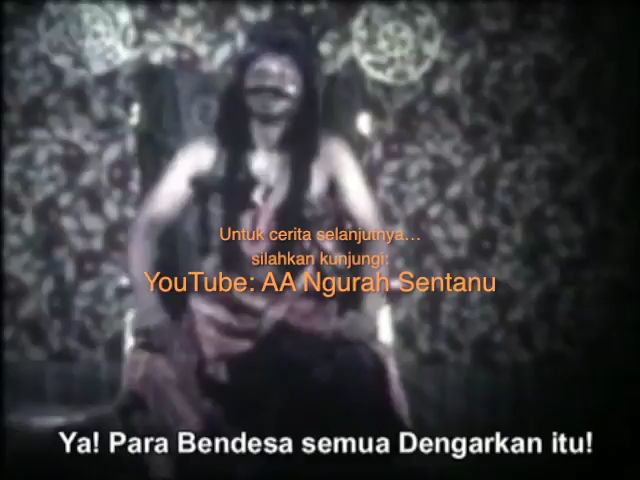 Untuk cerita selanjutnya...
silahkan kunjungi:
YouTube: AA Ngurah Sentanu
Ya! Para Bendesa semua Dengarkan itu!